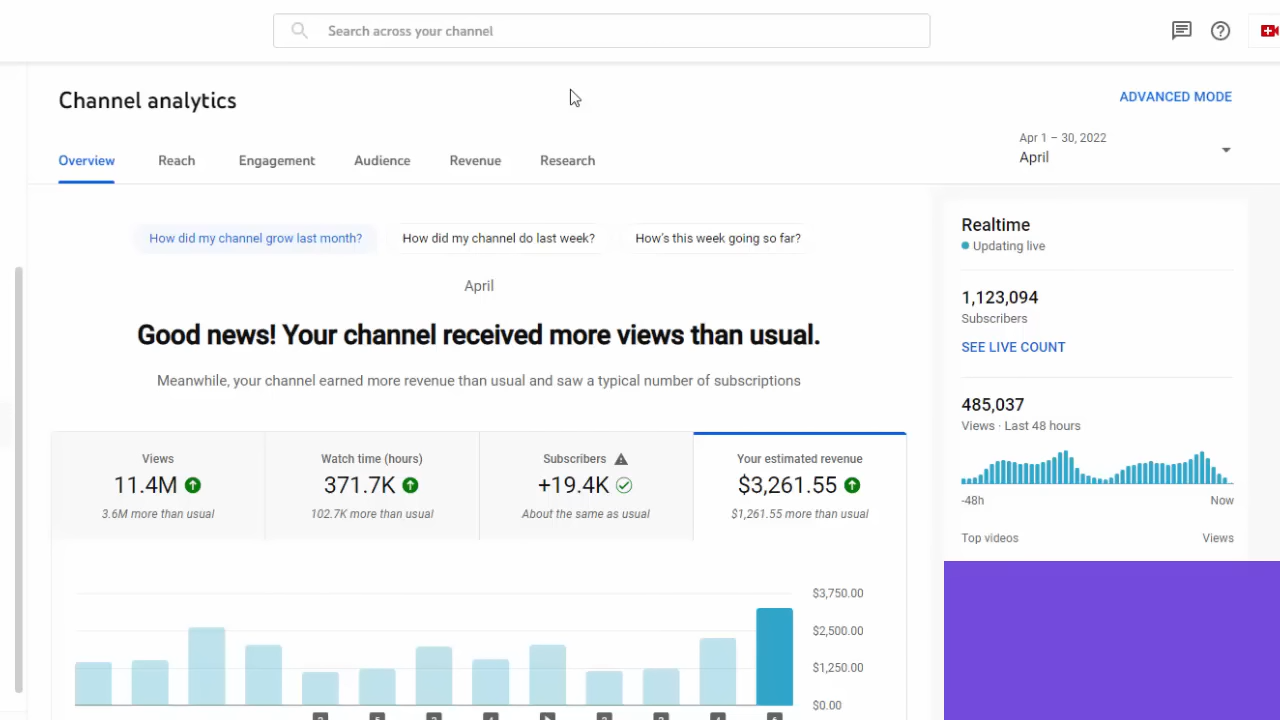 Search across your channel
Channel analytics
ADVANCED MODE
Apr 1 – 30, 2022
April
Overview
Reach
Engagement
Audience
Revenue
Research
How did my channel grow last month?
How did my channel do last week?
How's this week going so far?
April
Good news! Your channel received more views than usual.
Meanwhile, your channel earned more revenue than usual and saw a typical number of subscriptions
Views
11.4M
3.6M more than usual
Watch time (hours)
371.7K
102.7K more than usual
Subscribers
+19.4K
About the same as usual
Your estimated revenue
$3,261.55
$1,261.55 more than usual
$3,750.00
$2,500.00
$1,250.00
$0.00
Realtime
Updating live
1,123,094
Subscribers
SEE LIVE COUNT
485,037
Views · Last 48 hours
-48h
Now
Top videos
Views